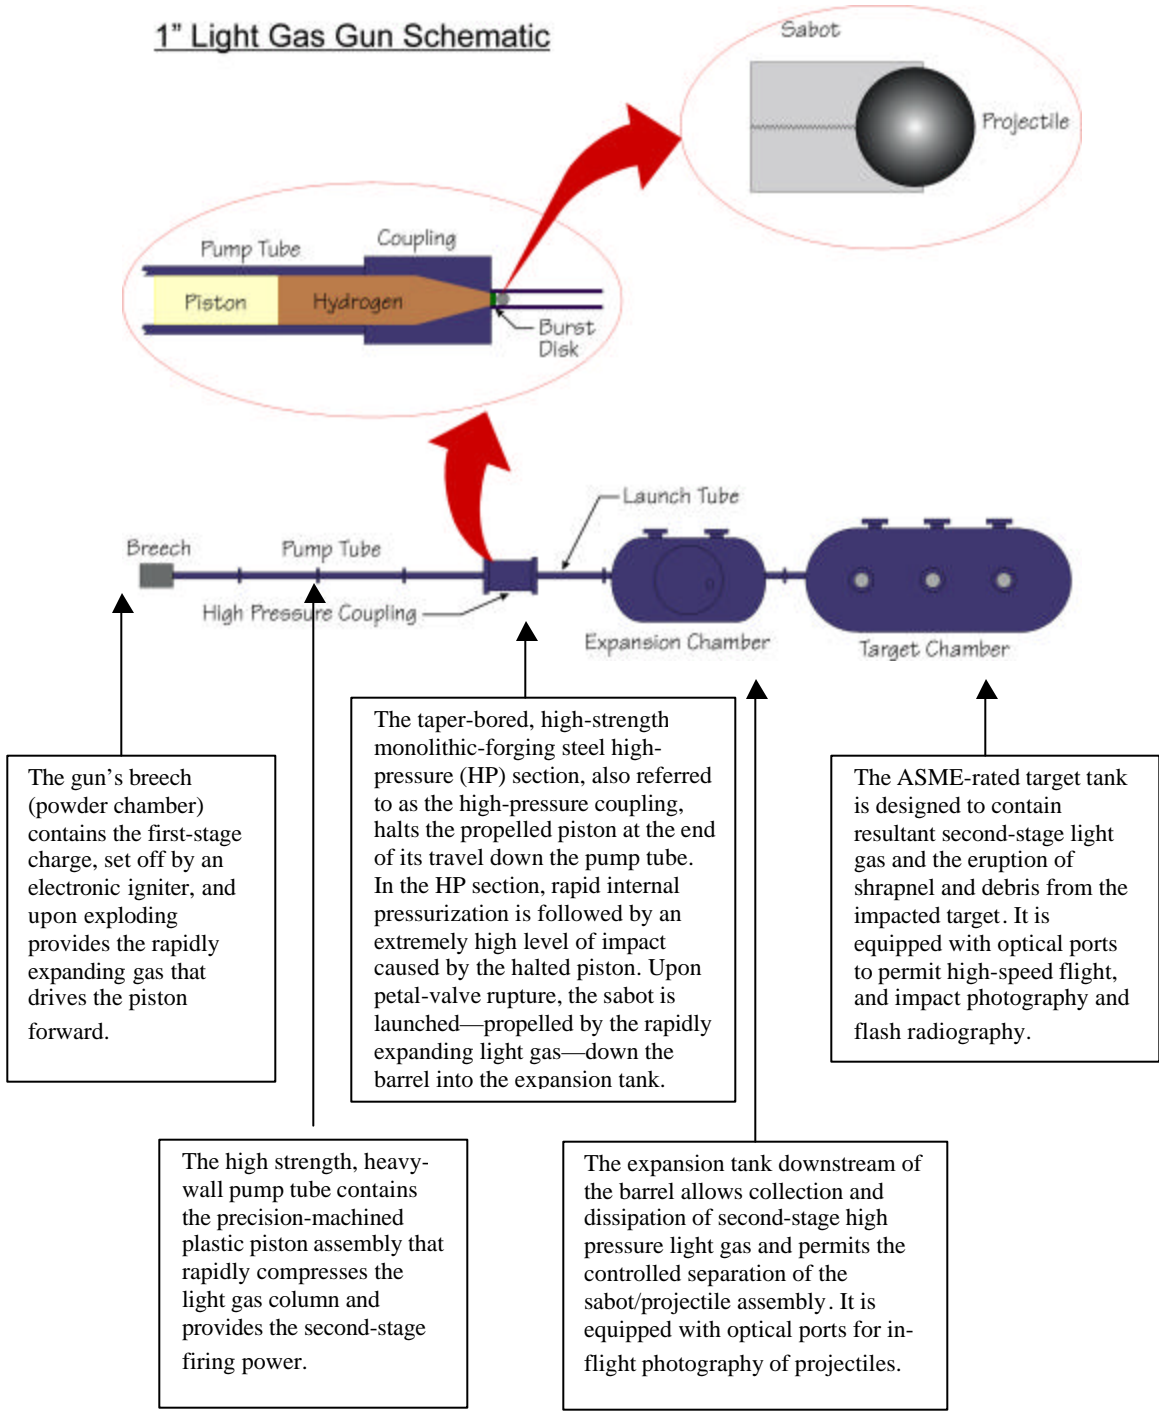 1” Light Gas Gun Schematic
Sabot
Projectile
Pump Tube
Coupling
Piston
Hydrogen
Burst
Disk
Launch Tube
Breech
Pump Tube
High Pressure Coupling
Expansion Chamber
Target Chamber
The gun’s breech
(powder chamber)
contains the first-stage
charge, set off by an
electronic igniter, and
upon exploding
provides the rapidly
expanding gas that
drives the piston
forward.
The taper-bored, high-strength
monolithic-forging steel high-
pressure (HP) section, also referred
to as the high-pressure coupling,
halts the propelled piston at the end
of its travel down the pump tube.
In the HP section, rapid internal
pressurization is followed by an
extremely high level of impact
caused by the halted piston. Upon
petal-valve rupture, the sabot is
launched—propelled by the rapidly
expanding light gas—down the
barrel into the expansion tank.
The ASME-rated target tank
is designed to contain
resultant second-stage light
gas and the eruption of
shrapnel and debris from the
impacted target. It is
equipped with optical ports
to permit high-speed flight,
and impact photography and
flash radiography.
The high strength, heavy-
wall pump tube contains
the precision-machined
plastic piston assembly that
rapidly compresses the
light gas column and
provides the second-stage
firing power.
The expansion tank downstream of
the barrel allows collection and
dissipation of second-stage high
pressure light gas and permits the
controlled separation of the
sabot/projectile assembly. It is
equipped with optical ports for in-
flight photography of projectiles.